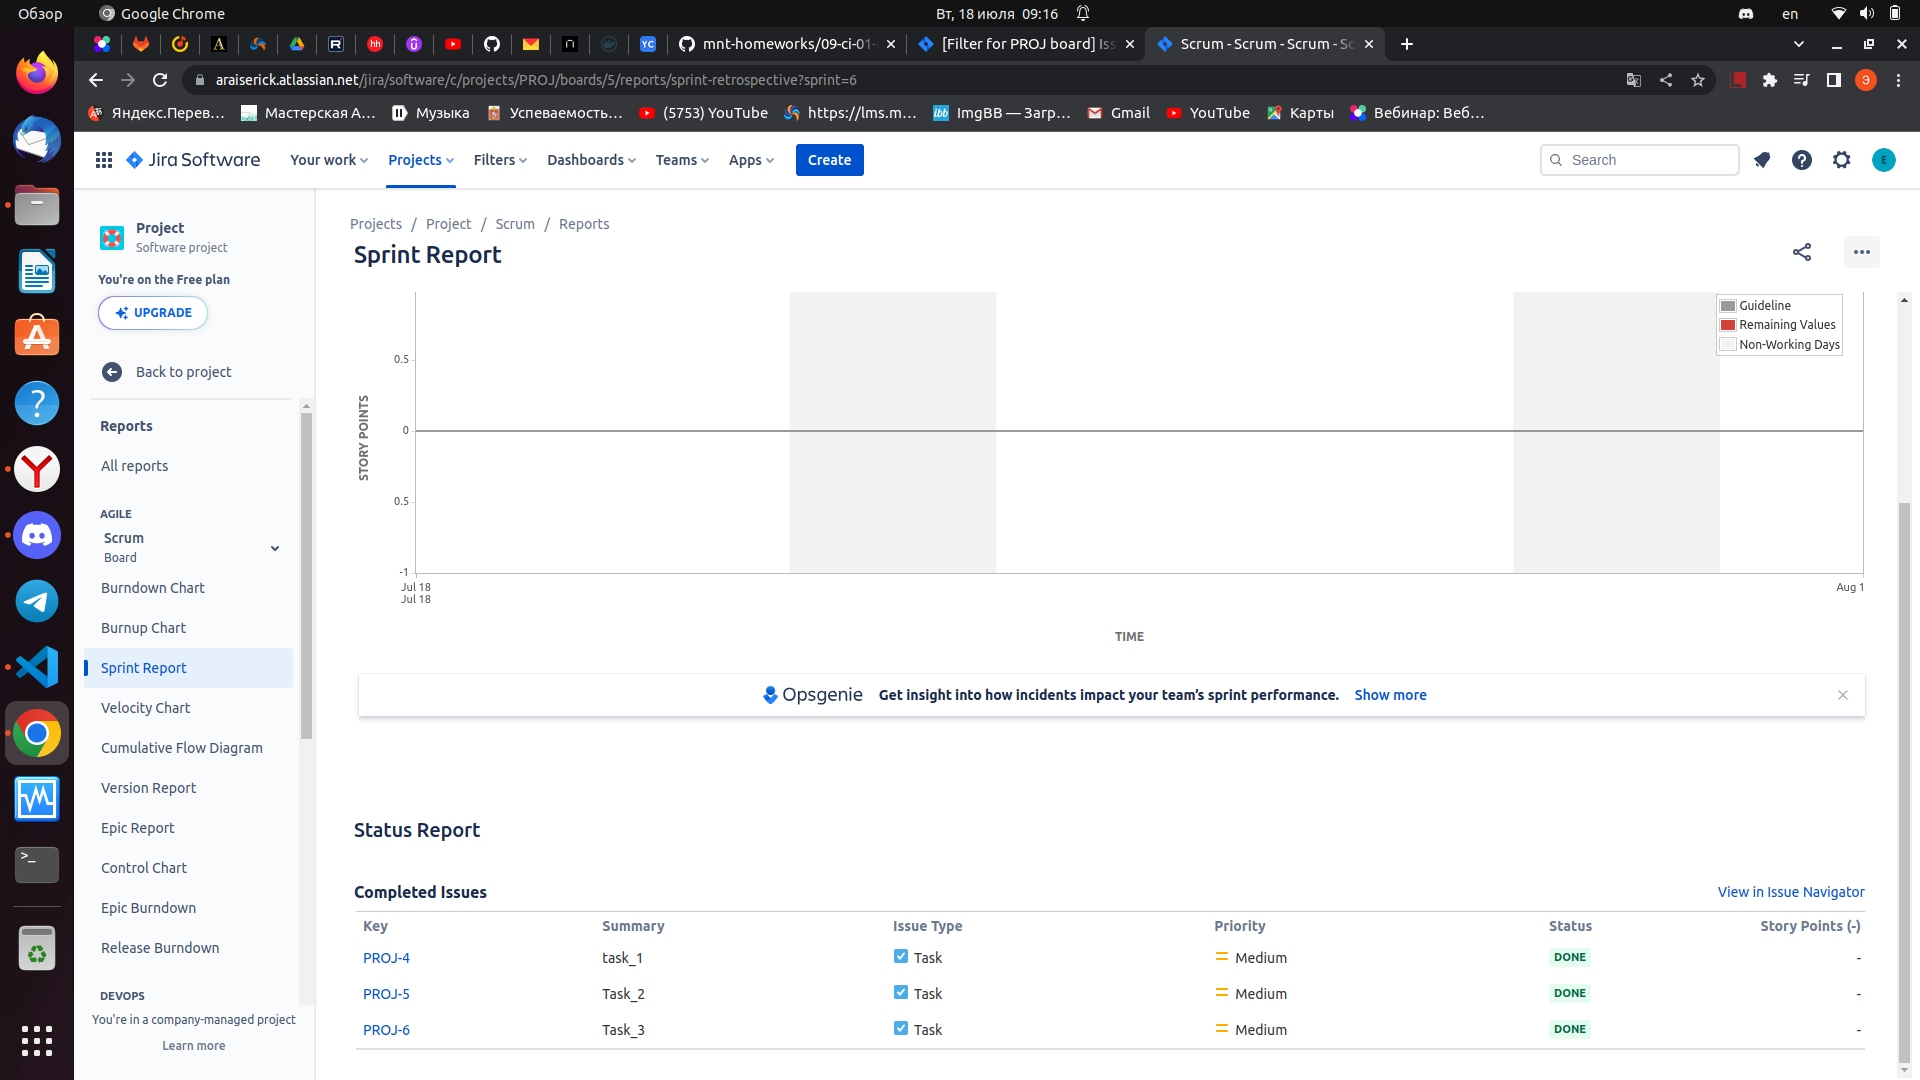 Обзор
Google Chrome
Вт, 18 июля 09:16
en
mnt-homeworks/09-ci-01-
[Filter for PROJ board] Iss
Scrum - Scrum - Scrum - Sc
araiserick.atlassian.net/jira/software/c/projects/PROJ/boards/5/reports/sprint-retrospective?sprint=6
Э
Яндекс.Перев…
Мастерская А…
Музыка
Успеваемость…
(5753) YouTube
https://lms.m…
ImgBB — Загр…
Gmail
YouTube
Карты
Вебинар: Веб…
Jira Software
Your work
Projects
Filters
Dashboards
Teams
Apps
Create
Search
E
Project
Software project
You're on the Free plan
UPGRADE
Back to project
Reports
All reports
AGILE
Scrum
Board
Burndown Chart
Burnup Chart
Sprint Report
Velocity Chart
Cumulative Flow Diagram
Version Report
Epic Report
Control Chart
Epic Burndown
Release Burndown
DEVOPS
You're in a company-managed project
Learn more
Projects / Project / Scrum / Reports
Sprint Report
Guideline
Remaining Values
Non-Working Days
STORY POINTS
0.5
0
0.5
-1
Jul 18
Jul 18
Aug 1
TIME
Opsgenie Get insight into how incidents impact your team’s sprint performance. Show more
Status Report
Completed Issues
View in Issue Navigator
Key Summary Issue Type Priority Status Story Points (-)
PROJ-4 task_1 Task Medium DONE -
PROJ-5 Task_2 Task Medium DONE -
PROJ-6 Task_3 Task Medium DONE -